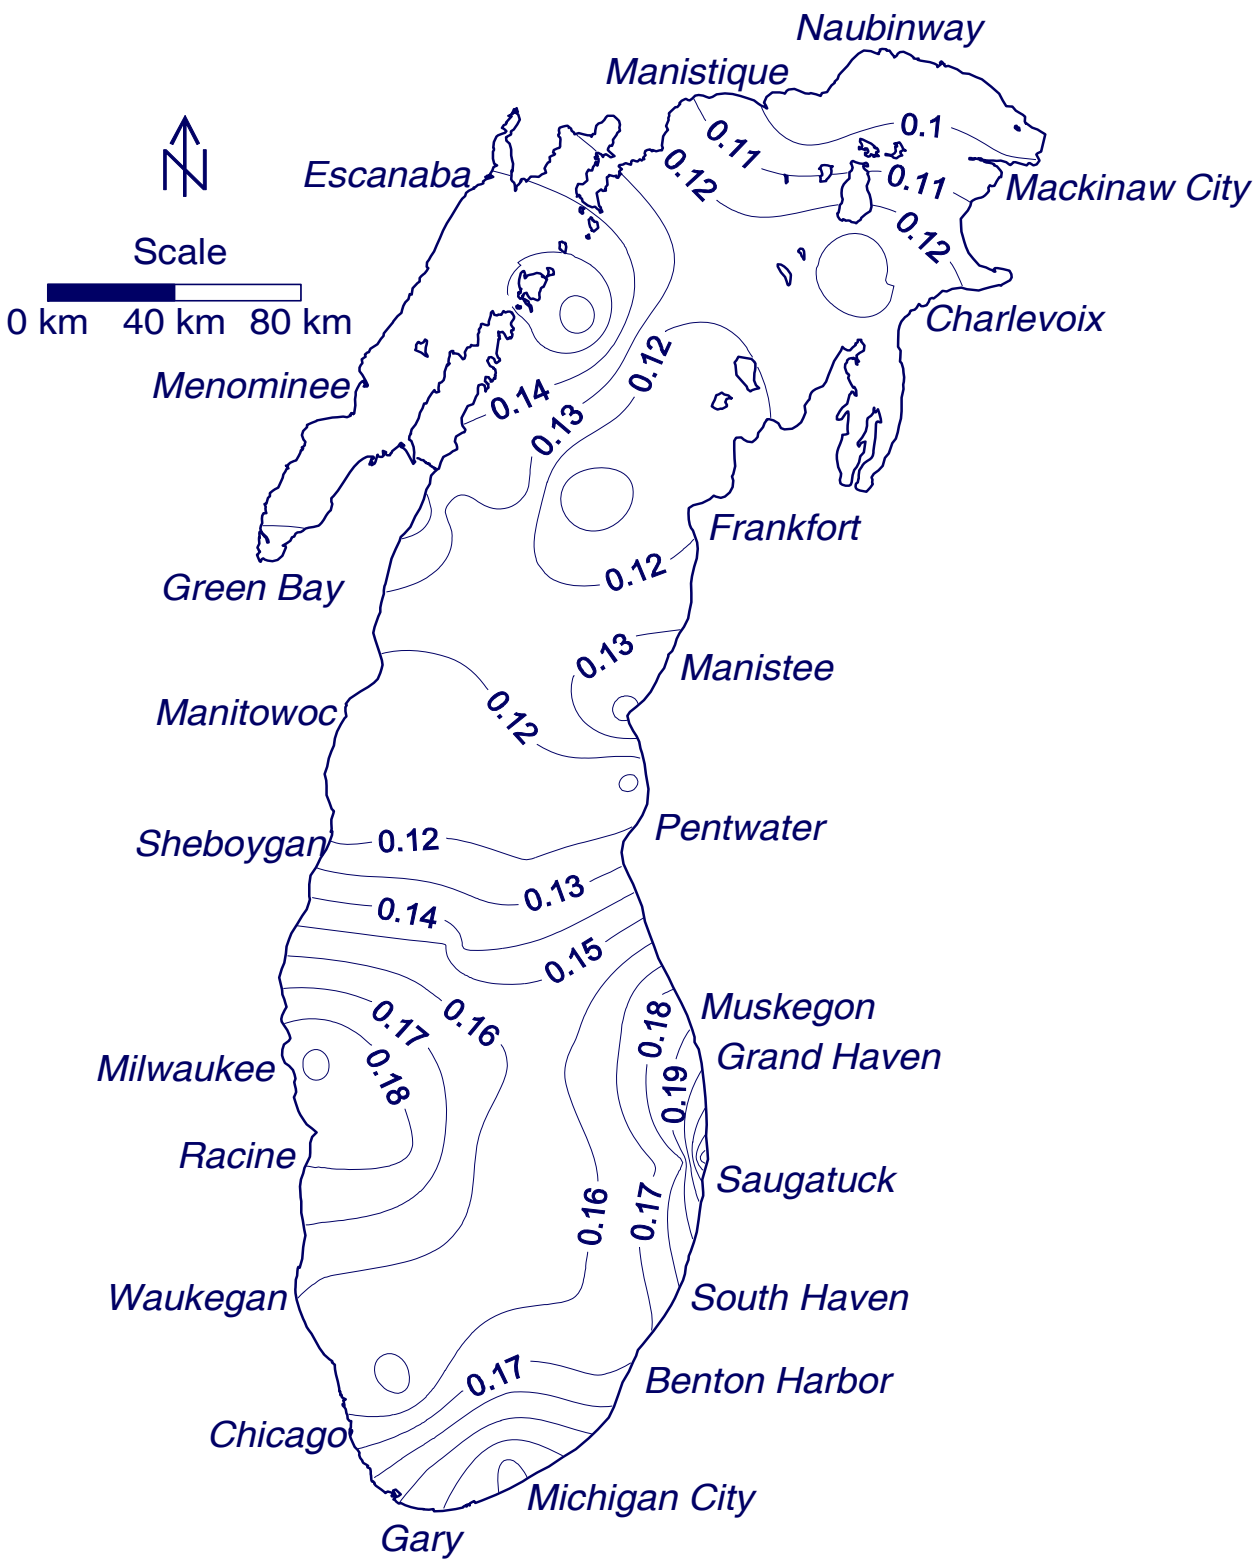 Naubinway
Manistique
0.1
0.11
N
0.12
Escanaba
0.11
Mackinaw City
0.12
Scale
0 km 40 km 80 km
Charlevoix
0.12
Menominee
0.14
0.13
Frankfort
0.12
Green Bay
0.13
Manistee
Manitowoc
0.12
Pentwater
Sheboygan
0.12
0.13
0.14
0.15
Muskegon
0.17
0.16
0.18
Grand Haven
Milwaukee
0.18
0.19
Racine
Saugatuck
0.16
0.17
Waukegan
South Haven
0.17
Benton Harbor
Chicago
Michigan City
Gary